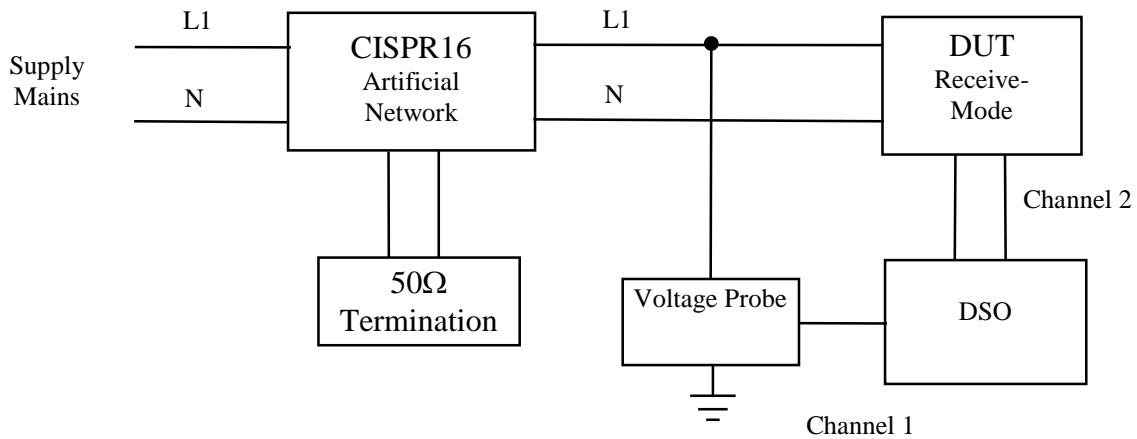 L1
L1
CISPR16
Artificial
Network
DUT
Receive-
Mode
Supply
Mains
N
N
Channel 2
50Ω
Termination
Voltage Probe
DSO
Channel 1